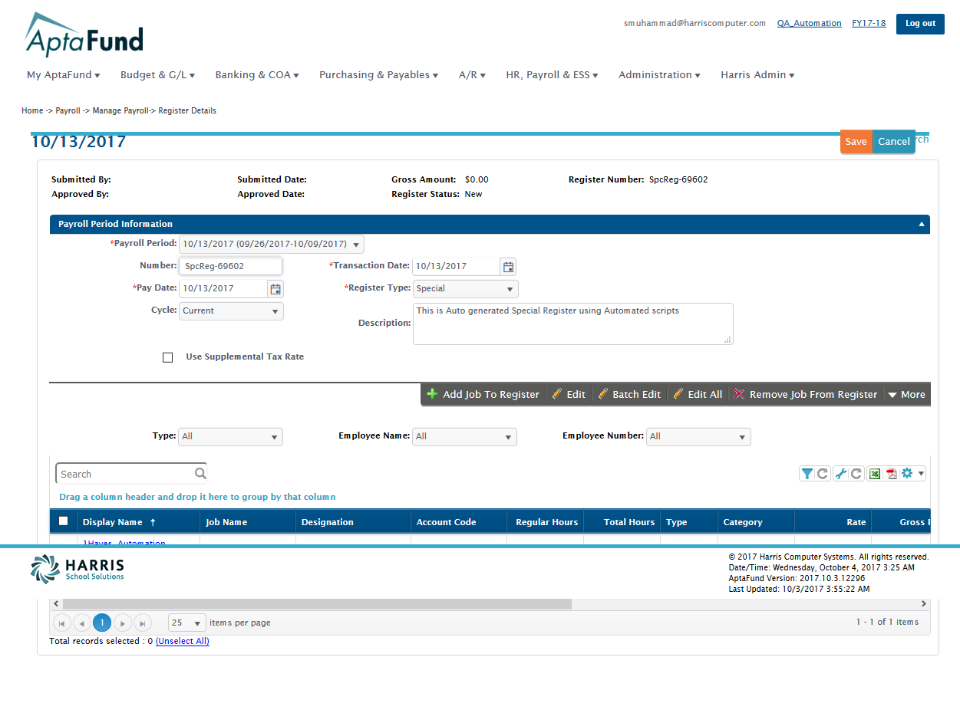 smuhammad@harriscomputer.com QA_Automation FY17-18 Log out
AptaFund
My AptaFund Budget & G/L Banking & COA Purchasing & Payables A/R HR, Payroll & ESS Administration Harris Admin
Home -> Payroll -> Manage Payroll-> Register Details
10/13/2017 Save Cancel rch
Submitted By: Submitted Date: Gross Amount: $0.00 Register Number: SpcReg-69602
Approved By: Approved Date: Register Status: New
Payroll Period Information
*Payroll Period: 10/13/2017 (09/26/2017-10/09/2017)
Number: SpcReg-69602 *Transaction Date: 10/13/2017
*Pay Date: 10/13/2017 *Register Type: Special
Cycle: Current This is Auto generated Special Register using Automated scripts
Description:
Use Supplemental Tax Rate
Add Job To Register Edit Batch Edit Edit All Remove Job From Register More
Type: All Employee Name: All Employee Number: All
Search
Drag a column header and drop it here to group by that column
Display Name ↑ Job Name Designation Account Code Regular Hours Total Hours Type Category Rate Gross
1Hayes, Automation
HARRIS
School Solutions
© 2017 Harris Computer Systems. All rights reserved.
Date/Time: Wednesday, October 4, 2017 3:25 AM
AptaFund Version: 2017.10.3.12296
Last Updated: 10/3/2017 3:55:22 AM
1 25 items per page 1 - 1 of 1 items
Total records selected : 0 (Unselect All)